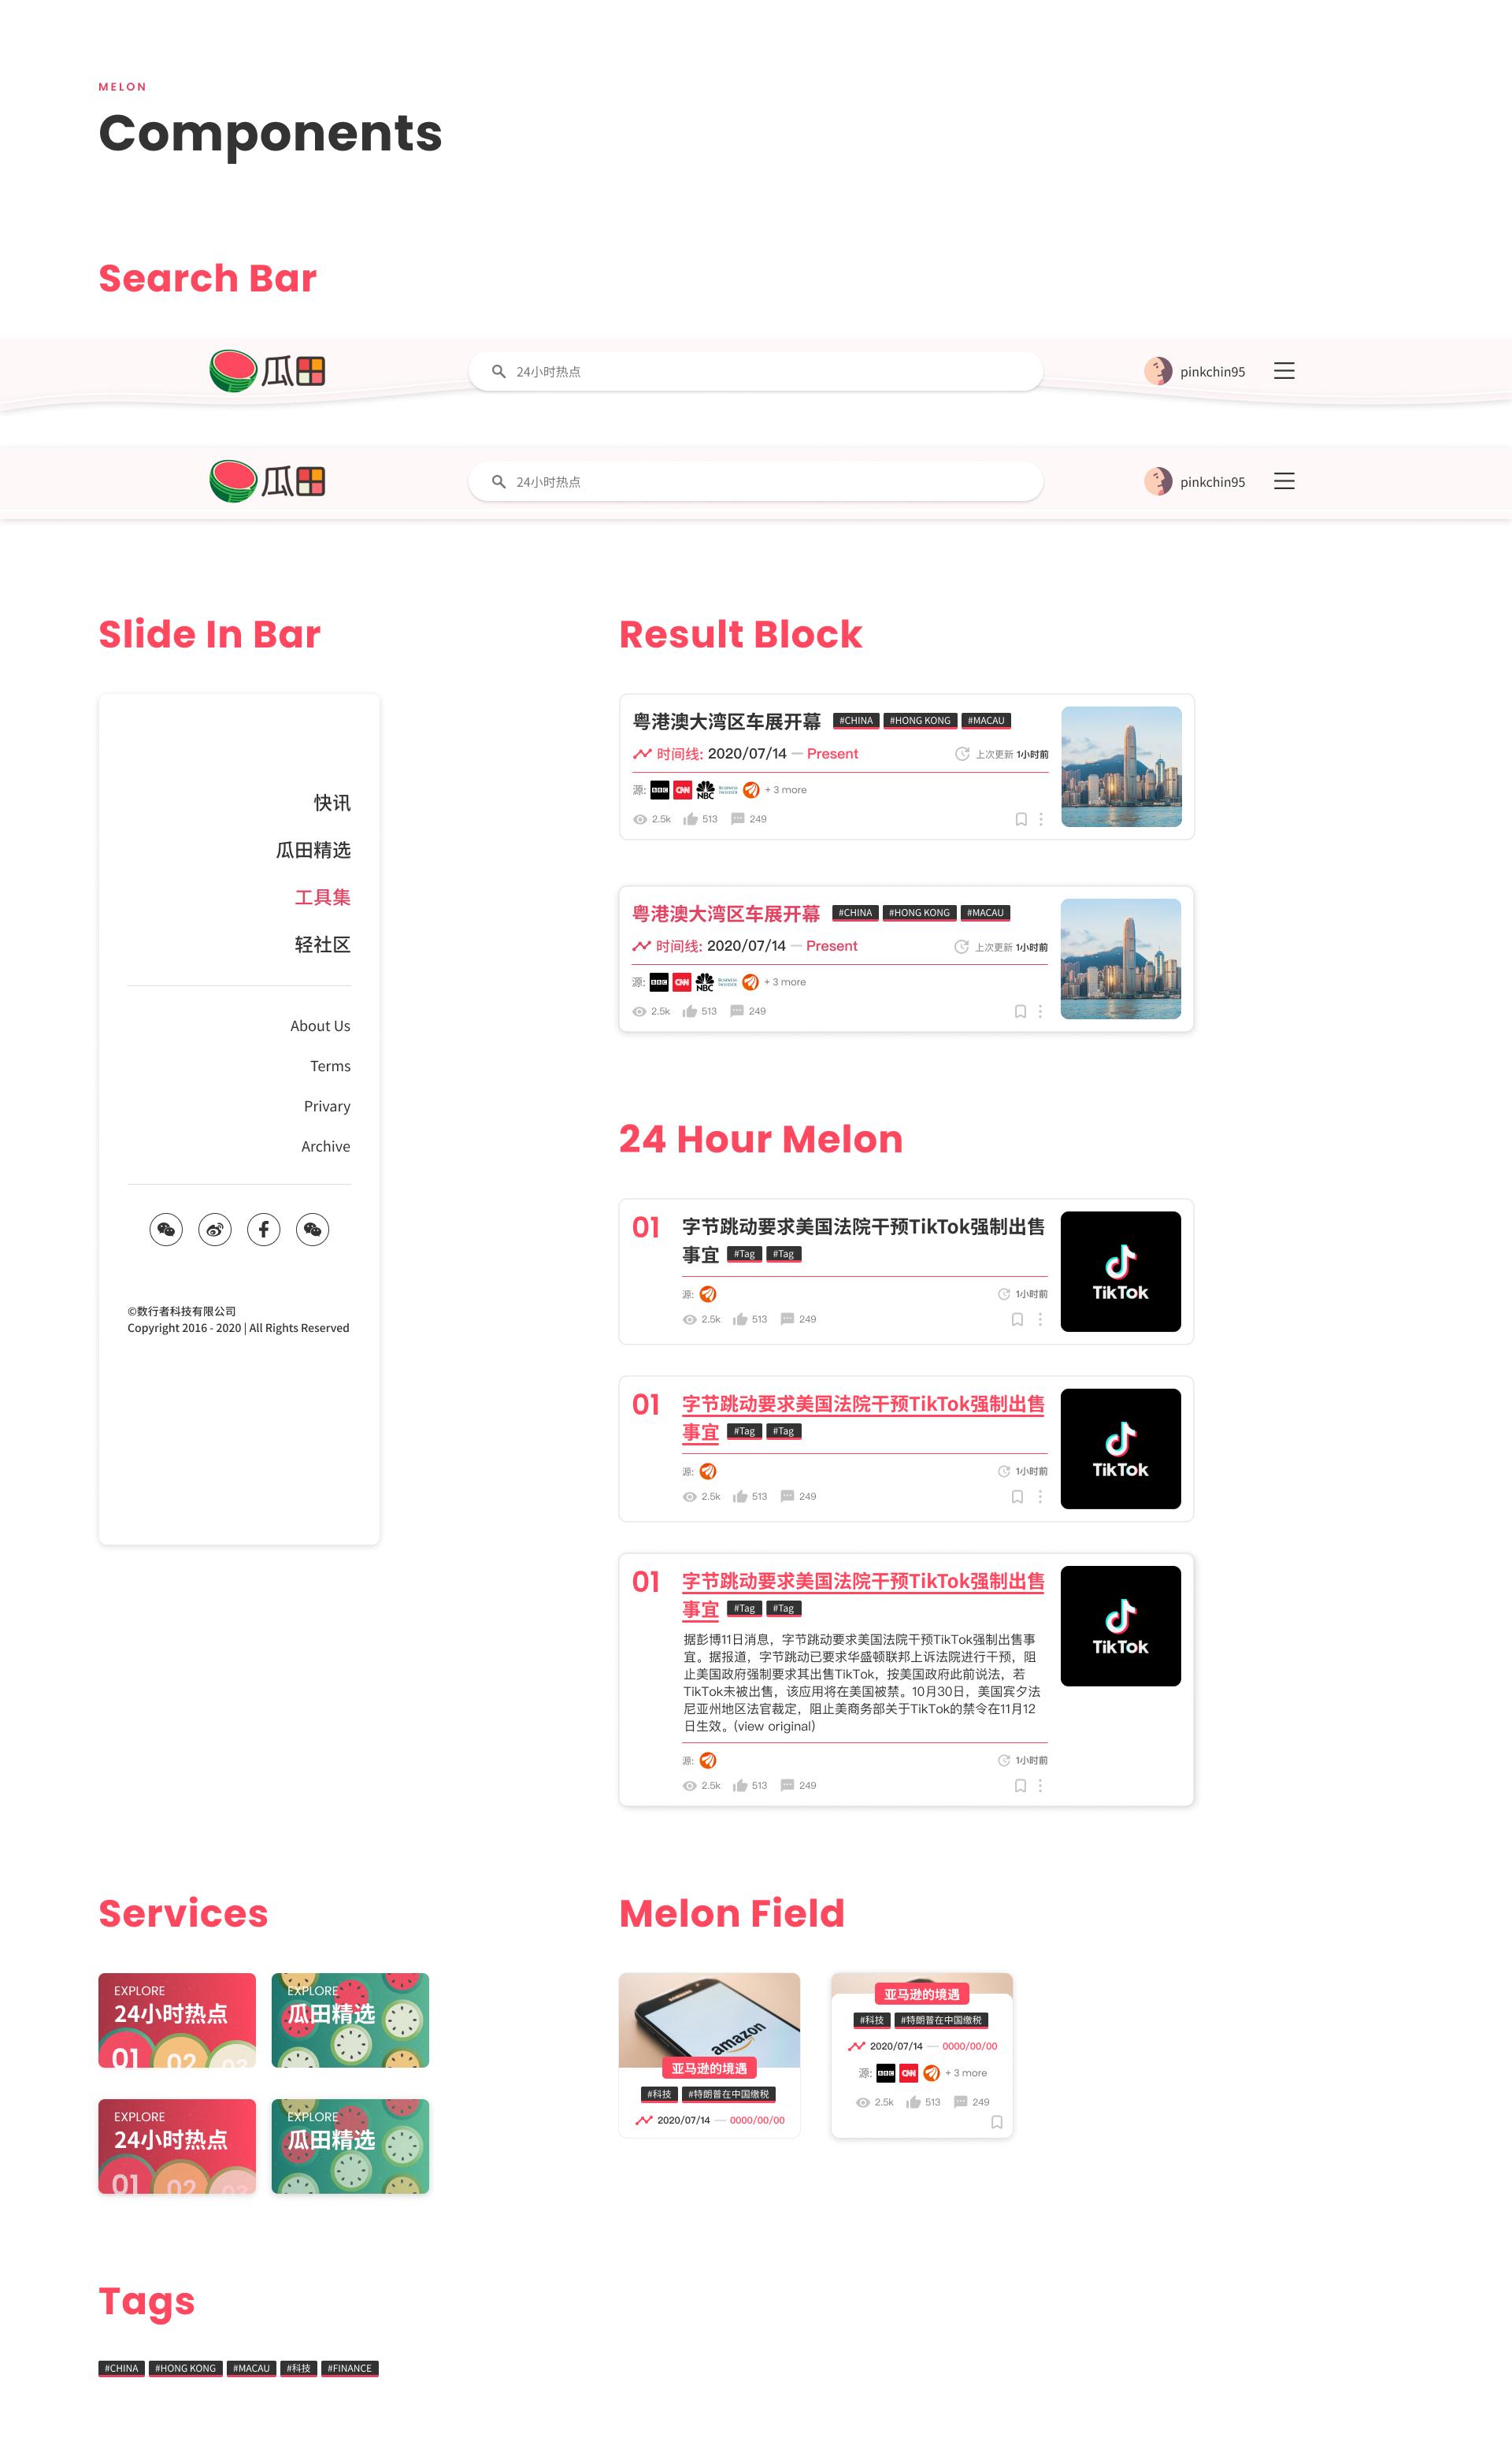 MELON
Components
Search Bar
瓜田
24小时热点
pinkchin95
瓜田
24小时热点
pinkchin95
Slide In Bar
快讯
瓜田精选
工具集
轻社区
About Us
Terms
Privary
Archive
©数行者科技有限公司
Copyright 2016 - 2020 | All Rights Reserved
Result Block
粤港澳大湾区车展开幕 #CHINA #HONG KONG #MACAU
时间线: 2020/07/14 — Present 上次更新 1小时前
源: BBC CNN NBC BUSINESS INSIDER + 3 more
2.5k 513 249
粤港澳大湾区车展开幕 #CHINA #HONG KONG #MACAU
时间线: 2020/07/14 — Present 上次更新 1小时前
源: BBC CNN NBC BUSINESS INSIDER + 3 more
2.5k 513 249
24 Hour Melon
01 字节跳动要求美国法院干预TikTok强制出售
事宜 #Tag #Tag
TikTok
源: 1小时前
2.5k 513 249
01 字节跳动要求美国法院干预TikTok强制出售
事宜 #Tag #Tag
TikTok
源: 1小时前
2.5k 513 249
01 字节跳动要求美国法院干预TikTok强制出售
事宜 #Tag #Tag
TikTok
据彭博11日消息，字节跳动要求美国法院干预TikTok强制出售事
宜。据报道，字节跳动已要求华盛顿联邦上诉法院进行干预，阻
止美国政府强制要求其出售TikTok，按美国政府此前说法，若
TikTok未被出售，该应用将在美国被禁。10月30日，美国宾夕法
尼亚州地区法官裁定，阻止美商务部关于TikTok的禁令在11月12
日生效。(view original)
源: 1小时前
2.5k 513 249
Services
EXPLORE
24小时热点
01 02 03
EXPLORE
瓜田精选
EXPLORE
24小时热点
01 02 03
EXPLORE
瓜田精选
Melon Field
amazon
亚马逊的境遇
#科技 #特朗普在中国缴税
2020/07/14 — 0000/00/00
亚马逊的境遇
#科技 #特朗普在中国缴税
2020/07/14 — 0000/00/00
源: BBC CNN + 3 more
2.5k 513 249
Tags
#CHINA #HONG KONG #MACAU #科技 #FINANCE